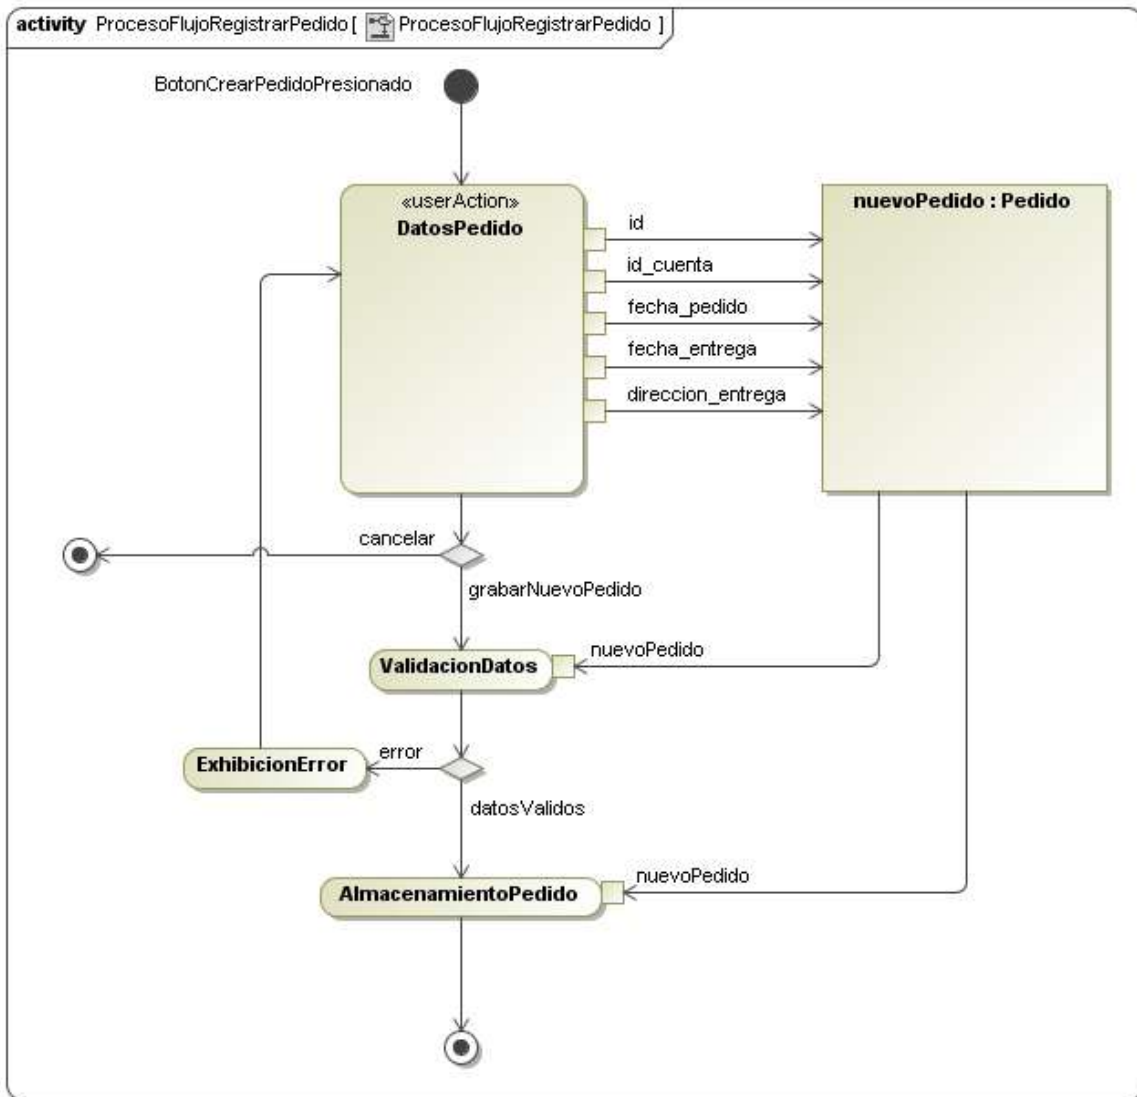 activity ProcesoFlujoRegistrarPedido [ ProcesoFlujoRegistrarPedido ]
BotonCrearPedidoPresionado
«userAction»
DatosPedido
nuevoPedido : Pedido
id
id_cuenta
fecha_pedido
fecha_entrega
direccion_entrega
cancelar
grabarNuevoPedido
nuevoPedido
ValidacionDatos
error
ExhibicionError
datosValidos
nuevoPedido
AlmacenamientoPedido